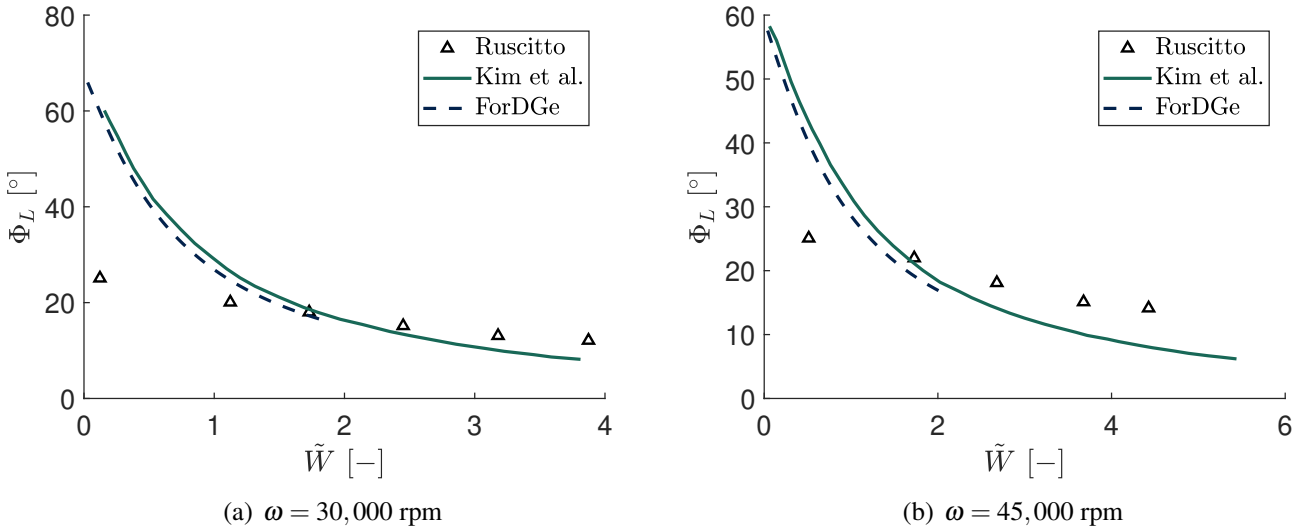 80
60
40
20
0
0 1 2 3 4
Φ_L [°]
W̃ [−]
Ruscitto
Kim et al.
ForDGe
(a) ω = 30,000 rpm
60
50
40
30
20
10
0
0 2 4 6
Φ_L [°]
W̃ [−]
Ruscitto
Kim et al.
ForDGe
(b) ω = 45,000 rpm